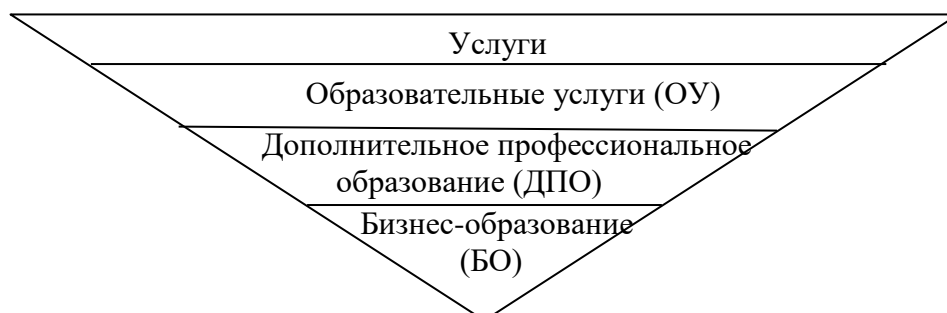 Услуги
Образовательные услуги (ОУ)
Дополнительное профессиональное
образование (ДПО)
Бизнес-образование
(БО)